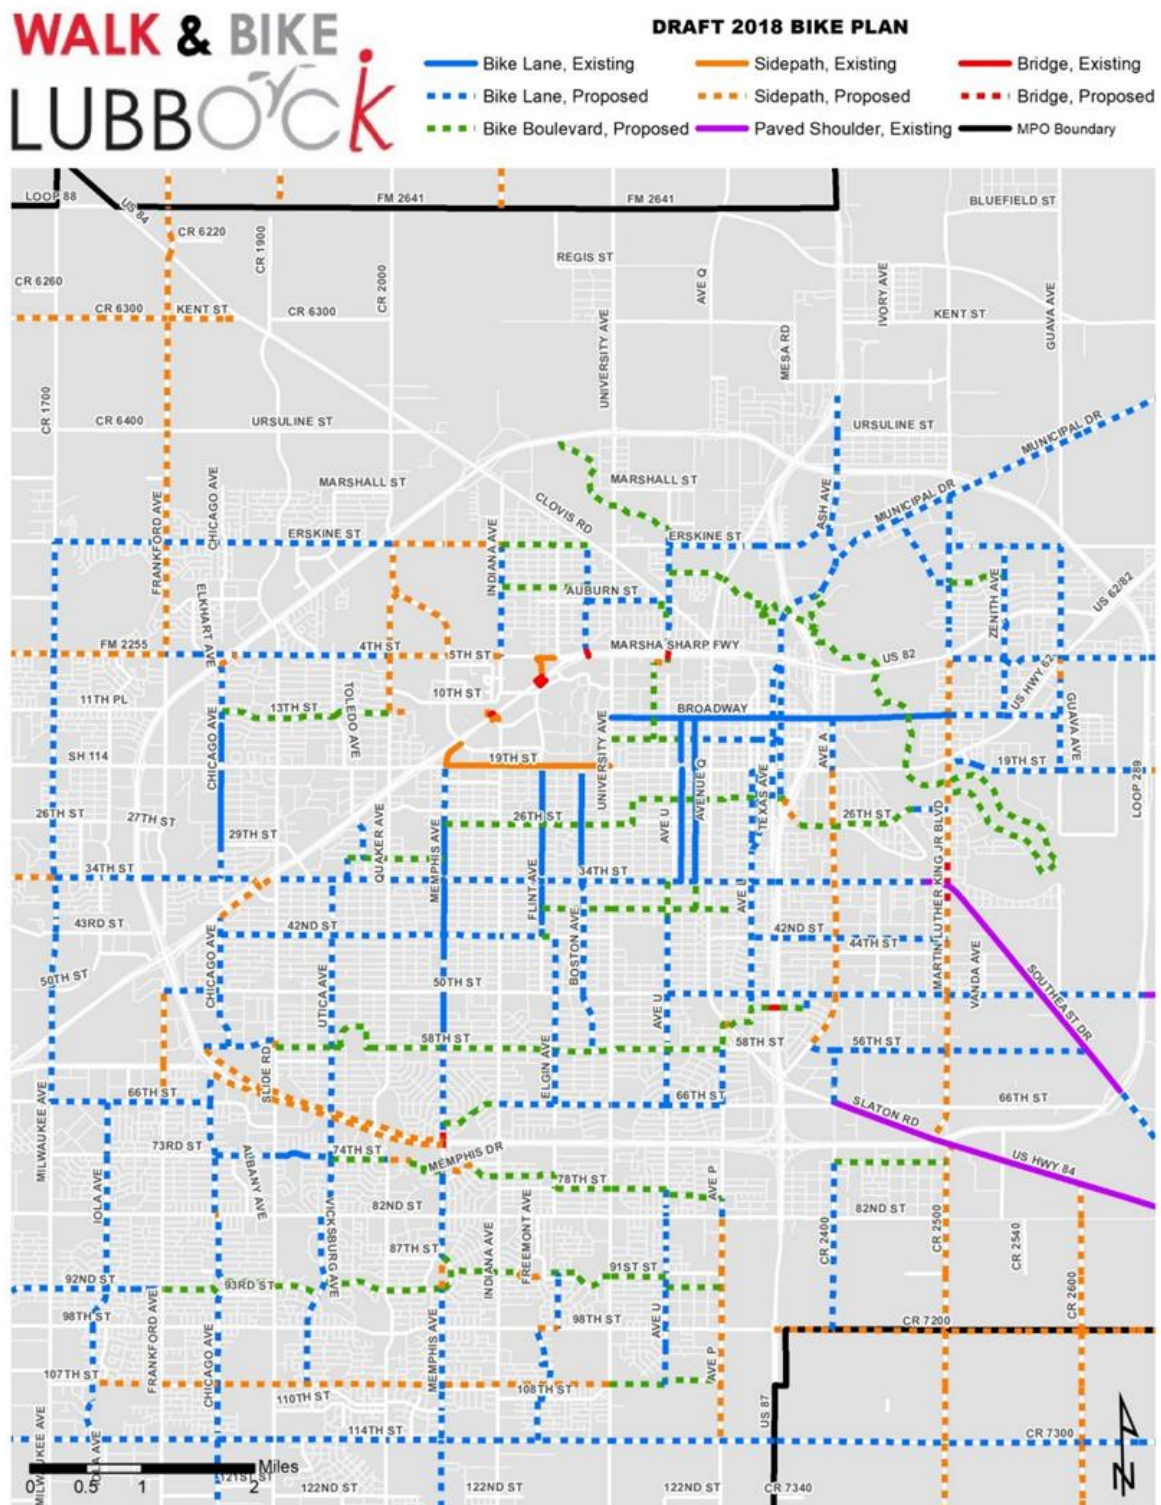 WALK & BIKE
LUBBOCK
DRAFT 2018 BIKE PLAN
Bike Lane, Existing
Sidepath, Existing
Bridge, Existing
Bike Lane, Proposed
Sidepath, Proposed
Bridge, Proposed
Bike Boulevard, Proposed
Paved Shoulder, Existing
MPO Boundary
LOOP 88
US 84
FM 2641
FM 2641
BLUEFIELD ST
CR 6220
CR 1900
CR 2000
REGIS ST
AVE Q
IVORY AVE
GUAVA AVE
CR 6260
CR 6300
KENT ST
CR 6300
UNIVERSITY AVE
MESA RD
KENT ST
CR 1700
CR 6400
URSULINE ST
URSULINE ST
MUNICIPAL DR
FRANKFORD AVE
CHICAGO AVE
MARSHALL ST
MARSHALL ST
CLOVIS RD
ASH AVE
MUNICIPAL DR
ERSKINE ST
INDIANA AVE
ERSKINE ST
ELKHART AVE
AUBURN ST
ZENITH AVE
US 62/82
FM 2255
4TH ST
5TH ST
MARSHA SHARP FWY
US 82
US HWY 62
11TH PL
13TH ST
TOLEDO AVE
10TH ST
BROADWAY
GUAVA AVE
SH 114
CHICAGO AVE
19TH ST
UNIVERSITY AVE
AVENUE Q
TEXAS AVE
AVE A
19TH ST
LOOP 289
26TH ST
27TH ST
29TH ST
QUAKER AVE
MEMPHIS AVE
26TH ST
AVE U
26TH ST
MARTIN LUTHER KING JR BLVD
34TH ST
FLINT AVE
34TH ST
AVE U
43RD ST
42ND ST
BOSTON AVE
42ND ST
44TH ST
50TH ST
CHICAGO AVE
UTICA AVE
50TH ST
AVE U
VANDA AVE
SOUTHEAST DR
58TH ST
58TH ST
56TH ST
MILWAUKEE AVE
66TH ST
SLIDE RD
ELGIN AVE
66TH ST
SLATON RD
66TH ST
73RD ST
74TH ST
MEMPHIS DR
US HWY 84
IOLA AVE
ALBANY AVE
78TH ST
AVE P
82ND ST
82ND ST
VICKSBURG AVE
87TH ST
INDIANA AVE
FREEMONT AVE
CR 2400
CR 2500
CR 2540
CR 2600
92ND ST
93RD ST
91ST ST
98TH ST
FRANKFORD AVE
CHICAGO AVE
MEMPHIS AVE
98TH ST
AVE U
AVE P
CR 7200
107TH ST
110TH ST
108TH ST
US 87
114TH ST
CR 7300
MILWAUKEE AVE
IOLA AVE
Miles
0 0.5 1 2
121ST ST
122ND ST
122ND ST
122ND ST
CR 7340
N